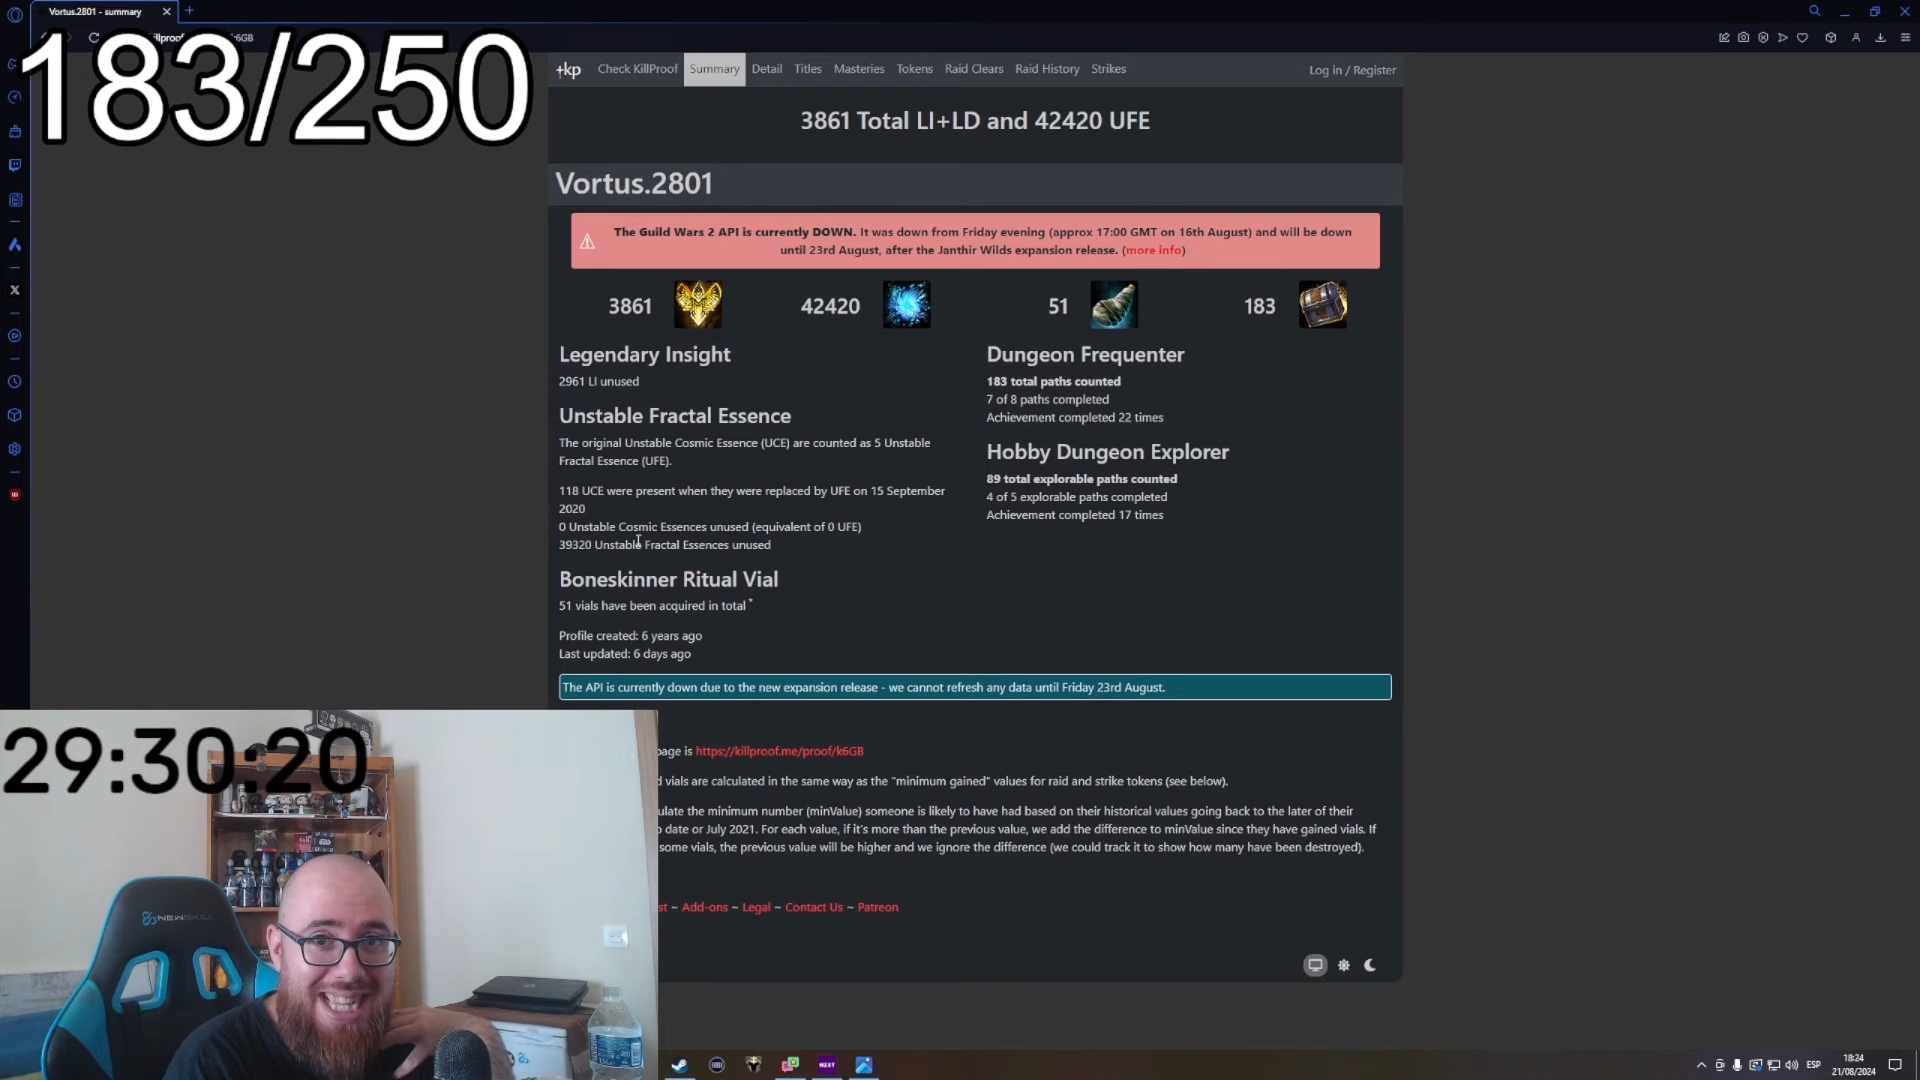 Vortus.2801 - summary
183/250
+kp
Check KillProof
Summary
Detail
Titles
Masteries
Tokens
Raid Clears
Raid History
Strikes
Log in / Register
3861 Total LI+LD and 42420 UFE
Vortus.2801
The Guild Wars 2 API is currently DOWN. It was down from Friday evening (approx 17:00 GMT on 16th August) and will be down
until 23rd August, after the Janthir Wilds expansion release. (more info)
3861
42420
51
183
Legendary Insight
2961 LI unused
Unstable Fractal Essence
The original Unstable Cosmic Essence (UCE) are counted as 5 Unstable
Fractal Essence (UFE).
118 UCE were present when they were replaced by UFE on 15 September
2020
0 Unstable Cosmic Essences unused (equivalent of 0 UFE)
39320 Unstable Fractal Essences unused
Boneskinner Ritual Vial
51 vials have been acquired in total *
Profile created: 6 years ago
Last updated: 6 days ago
Dungeon Frequenter
183 total paths counted
7 of 8 paths completed
Achievement completed 22 times
Hobby Dungeon Explorer
89 total explorable paths counted
4 of 5 explorable paths completed
Achievement completed 17 times
The API is currently down due to the new expansion release - we cannot refresh any data until Friday 23rd August.
29:30:20
page is https://killproof.me/proof/k6GB
d vials are calculated in the same way as the "minimum gained" values for raid and strike tokens (see below).
ulate the minimum number (minValue) someone is likely to have had based on their historical values going back to the later of their
date or July 2021. For each value, if it's more than the previous value, we add the difference to minValue since they have gained vials. If
some vials, the previous value will be higher and we ignore the difference (we could track it to show how many have been destroyed).
st ~ Add-ons ~ Legal ~ Contact Us ~ Patreon
NEWSKILL
NEXT
ESP
18:24
21/08/2024